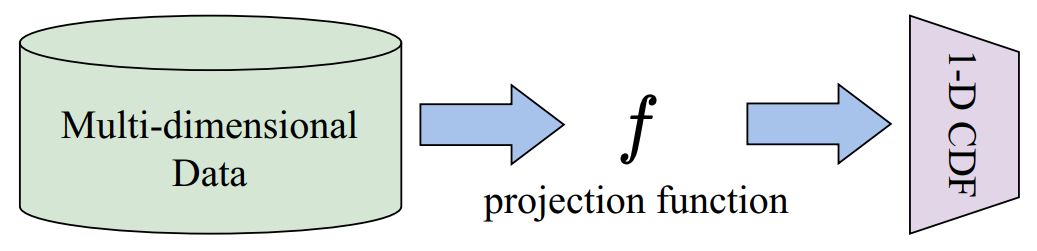 Multi-dimensional
Data
f
projection function
1-D CDF